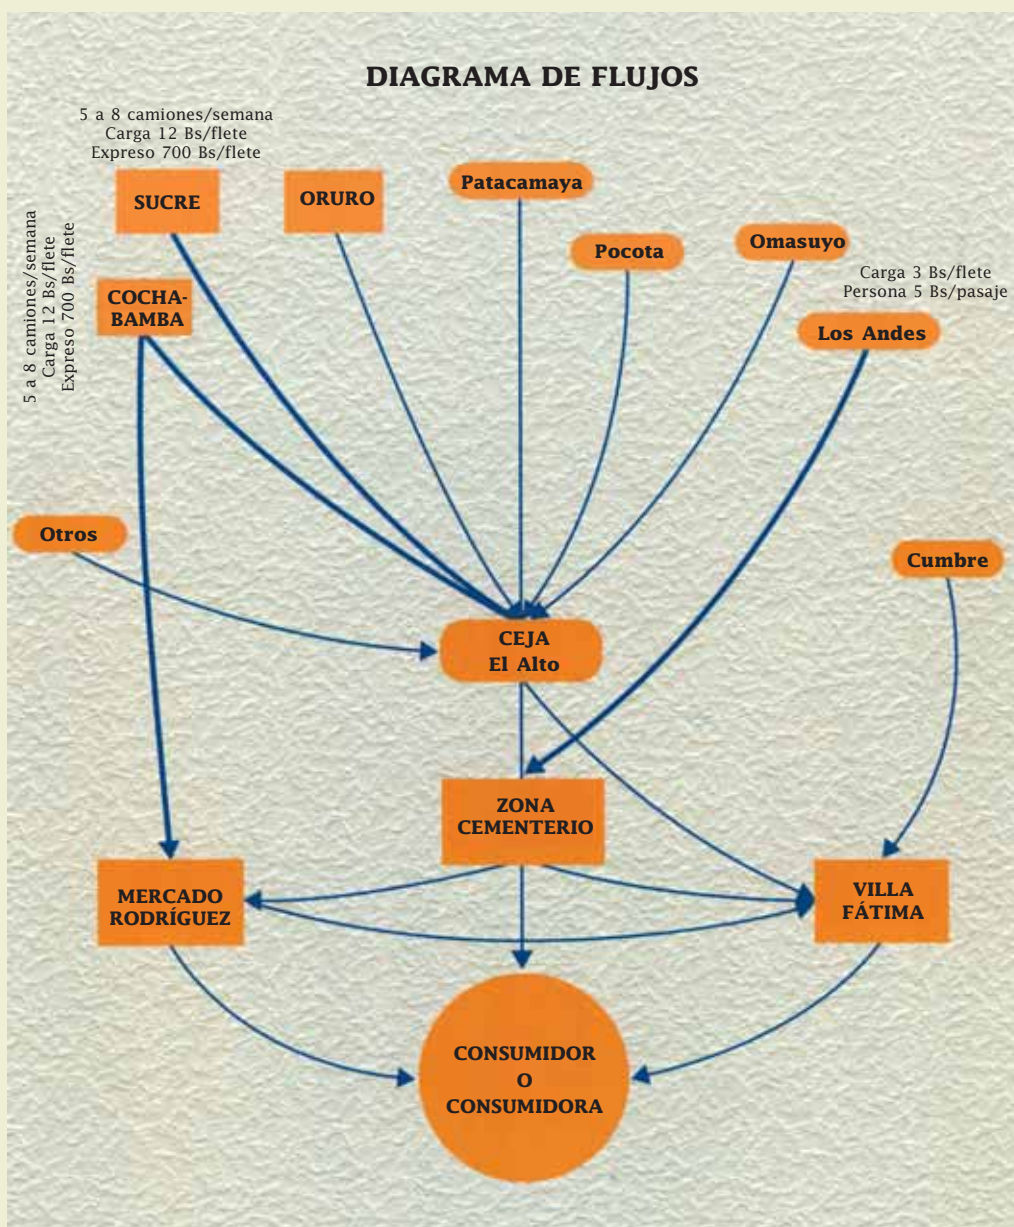 DIAGRAMA DE FLUJOS
5 a 8 camiones/semana
Carga 12 Bs/flete
Expreso 700 Bs/flete
SUCRE
ORURO
Patacamaya
Pocota
Omasuyo
Carga 3 Bs/flete
Persona 5 Bs/pasaje
Los Andes
5 a 8 camiones/semana
Carga 12 Bs/flete
Expreso 700 Bs/flete
COCHA-
BAMBA
Otros
Cumbre
CEJA
El Alto
ZONA
CEMENTERIO
MERCADO
RODRÍGUEZ
VILLA
FÁTIMA
CONSUMIDOR
O
CONSUMIDORA